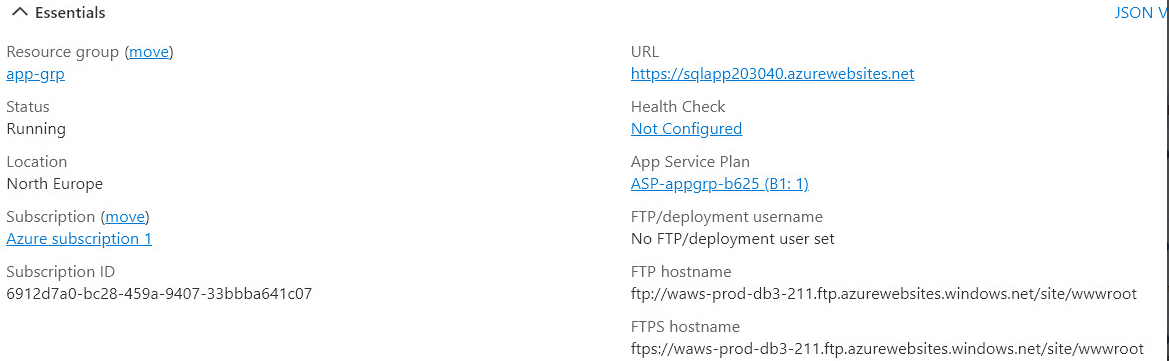 Essentials
JSON V
Resource group (move)
app-grp
Status
Running
Location
North Europe
Subscription (move)
Azure subscription 1
Subscription ID
6912d7a0-bc28-459a-9407-33bbba641c07
URL
https://sqlapp203040.azurewebsites.net
Health Check
Not Configured
App Service Plan
ASP-appgrp-b625 (B1: 1)
FTP/deployment username
No FTP/deployment user set
FTP hostname
ftp://waws-prod-db3-211.ftp.azurewebsites.windows.net/site/wwwroot
FTPS hostname
ftps://waws-prod-db3-211.ftp.azurewebsites.windows.net/site/wwwroot